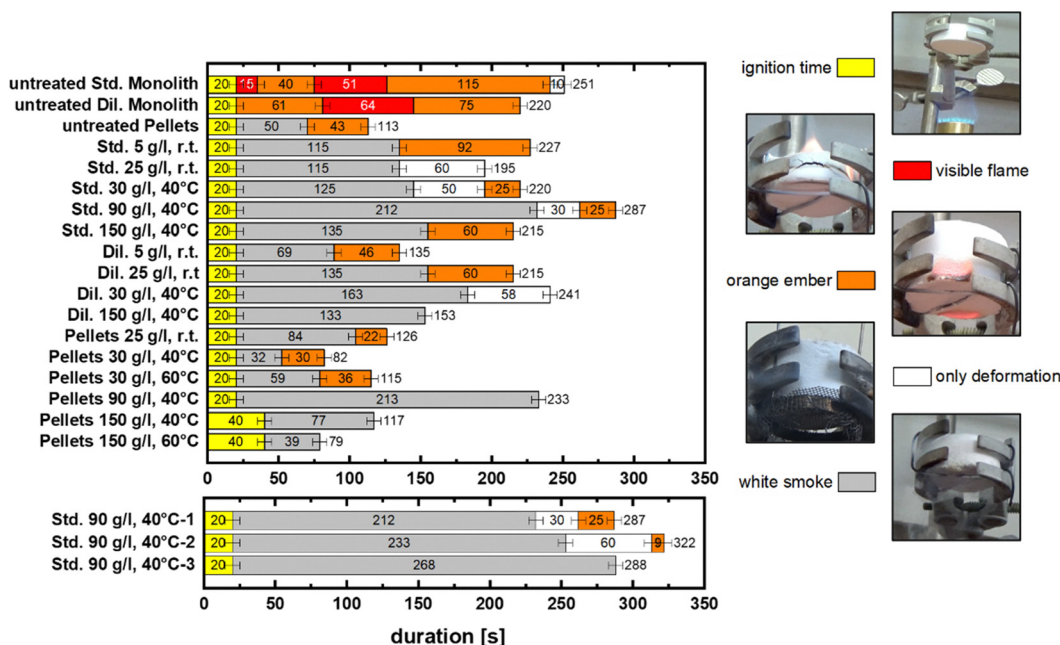 untreated Std. Monolith 20 15 40 51 115 10 251
untreated Dil. Monolith 20 61 64 75 220
untreated Pellets 20 50 43 113
Std. 5 g/l, r.t. 20 115 92 227
Std. 25 g/l, r.t. 20 115 60 195
Std. 30 g/l, 40°C 20 125 50 25 220
Std. 90 g/l, 40°C 20 212 30 25 287
Std. 150 g/l, 40°C 20 135 60 215
Dil. 5 g/l, r.t. 20 69 46 135
Dil. 25 g/l, r.t 20 135 60 215
Dil. 30 g/l, 40°C 20 163 58 241
Dil. 150 g/l, 40°C 20 133 153
Pellets 25 g/l, r.t. 20 84 22 126
Pellets 30 g/l, 40°C 20 32 30 82
Pellets 30 g/l, 60°C 20 59 36 115
Pellets 90 g/l, 40°C 20 213 233
Pellets 150 g/l, 40°C 40 77 117
Pellets 150 g/l, 60°C 40 39 79
0 50 100 150 200 250 300 350
Std. 90 g/l, 40°C-1 20 212 30 25 287
Std. 90 g/l, 40°C-2 20 233 60 9 322
Std. 90 g/l, 40°C-3 20 268 288
0 50 100 150 200 250 300 350
duration [s]
ignition time
visible flame
orange ember
only deformation
white smoke